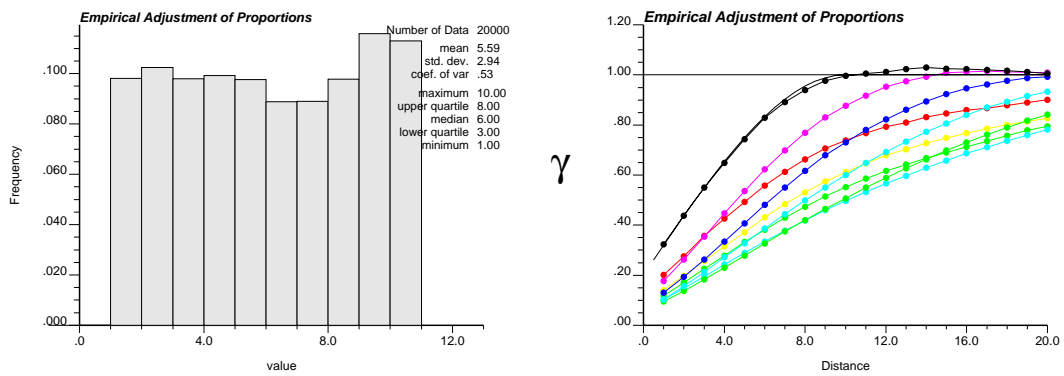 Empirical Adjustment of Proportions
Number of Data 20000
mean 5.59
std. dev. 2.94
coef. of var .53
maximum 10.00
upper quartile 8.00
median 6.00
lower quartile 3.00
minimum 1.00
Frequency
.100
.080
.060
.040
.020
.000
.0 4.0 8.0 12.0
value
γ
Empirical Adjustment of Proportions
1.20
1.00
.80
.60
.40
.20
.00
.0 4.0 8.0 12.0 16.0 20.0
Distance